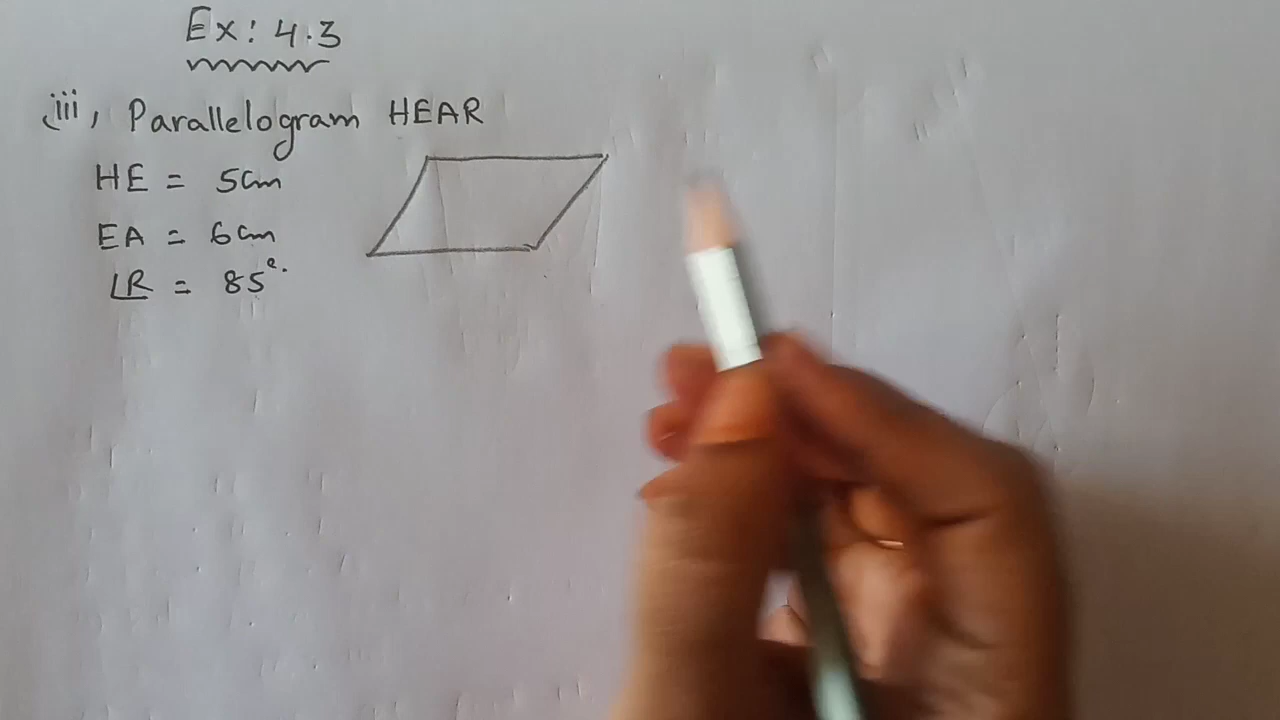 Ex: 4.3
iii, Parallelogram HEAR
HE = 5cm
EA = 6cm
∠R = 85°.